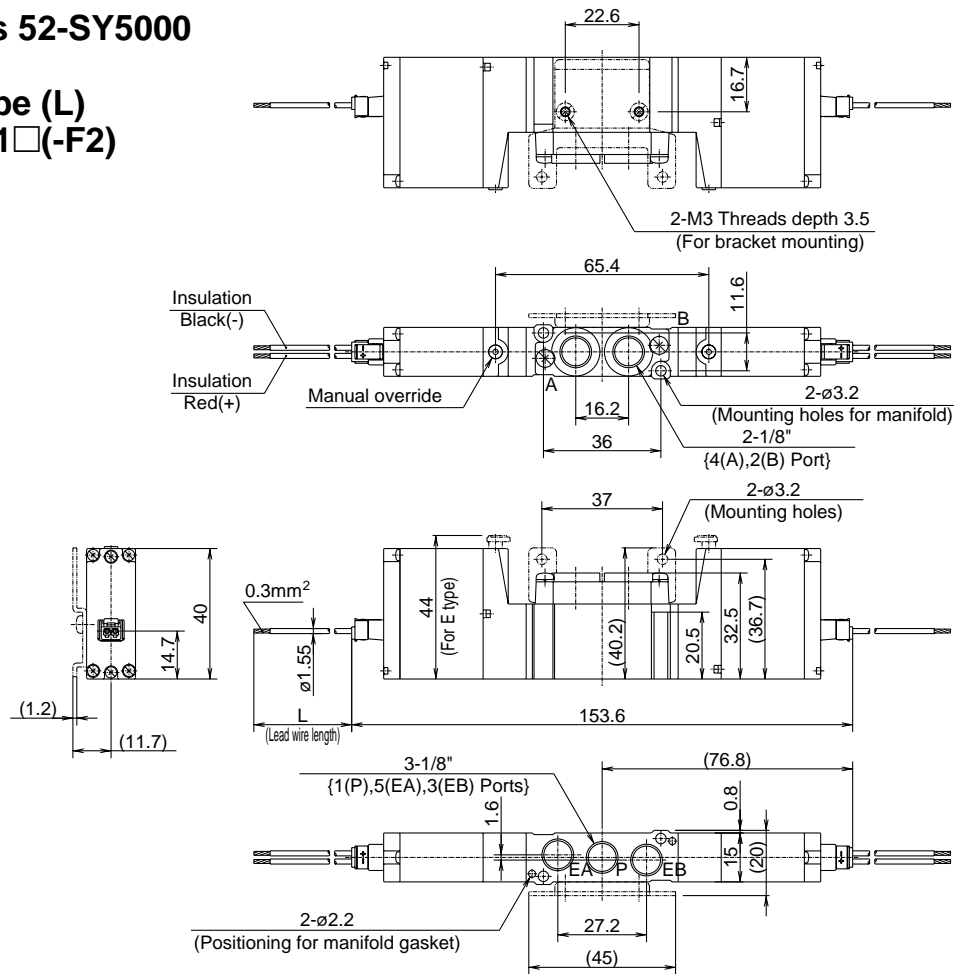 s 52-SY5000
pe (L)
1□(-F2)
22.6
16.7
2-M3 Threads depth 3.5
(For bracket mounting)
65.4
11.6
Insulation
Black(-)
Insulation
Red(+)
B
A
Manual override
16.2
36
2-ø3.2
(Mounting holes for manifold)
2-1/8"
{4(A),2(B) Port}
37
2-ø3.2
(Mounting holes)
0.3mm²
40
14.7
(1.2)
(11.7)
ø1.55
44
(For E type)
(40.2)
20.5
32.5
(36.7)
L
(Lead wire length)
153.6
3-1/8"
{1(P),5(EA),3(EB) Ports}
(76.8)
1.6
0.8
15
(20)
EA
P
EB
2-ø2.2
(Positioning for manifold gasket)
27.2
(45)